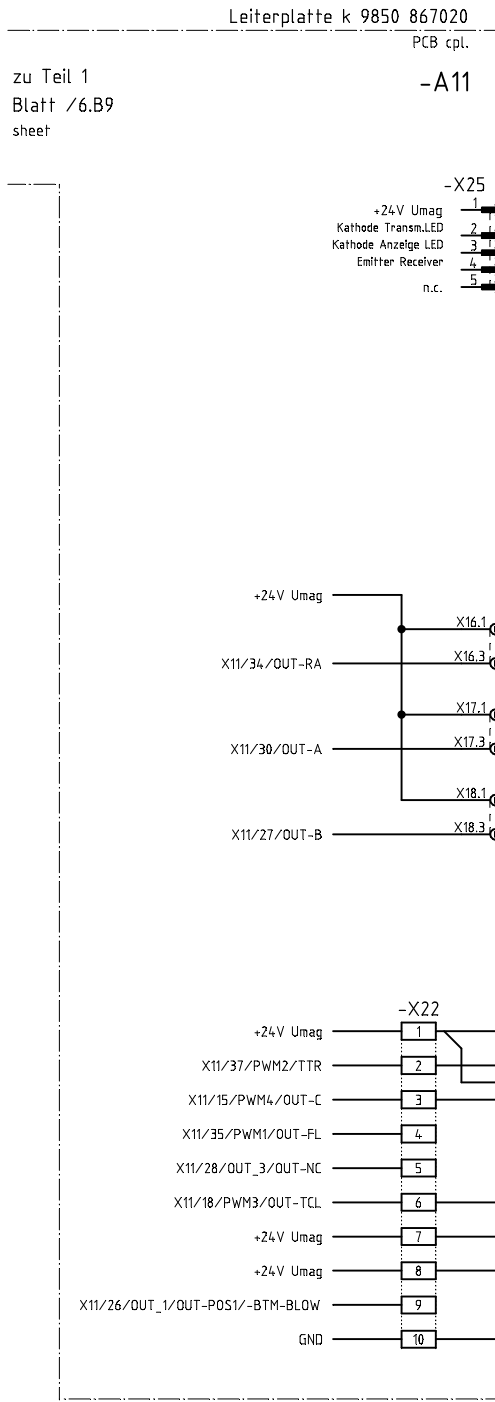 Leiterplatte k 9850 867020
PCB cpl.
zu Teil 1
-A11
Blatt /6.B9
sheet
-X25
+24V Umag 1
Kathode Transm.LED 2
Kathode Anzeige LED 3
Emitter Receiver 4
n.c. 5
+24V Umag
X16.1
X11/34/OUT-RA X16.3
X17.1
X11/30/OUT-A X17.3
X18.1
X11/27/OUT-B X18.3
-X22
+24V Umag 1
X11/37/PWM2/TTR 2
X11/15/PWM4/OUT-C 3
X11/35/PWM1/OUT-FL 4
X11/28/OUT_3/OUT-NC 5
X11/18/PWM3/OUT-TCL 6
+24V Umag 7
+24V Umag 8
X11/26/OUT_1/OUT-POS1/-BTM-BLOW 9
GND 10